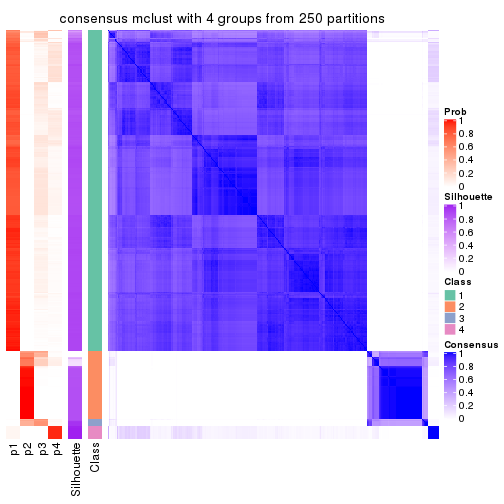 consensus mclust with 4 groups from 250 partitions
Prob
1
0.8
0.6
0.4
0.2
0
Silhouette
1
0.8
0.6
0.4
0.2
0
Class
1
2
3
4
Consensus
1
0.8
0.6
0.4
0.2
0
p1
p2
p3
p4
Silhouette
Class